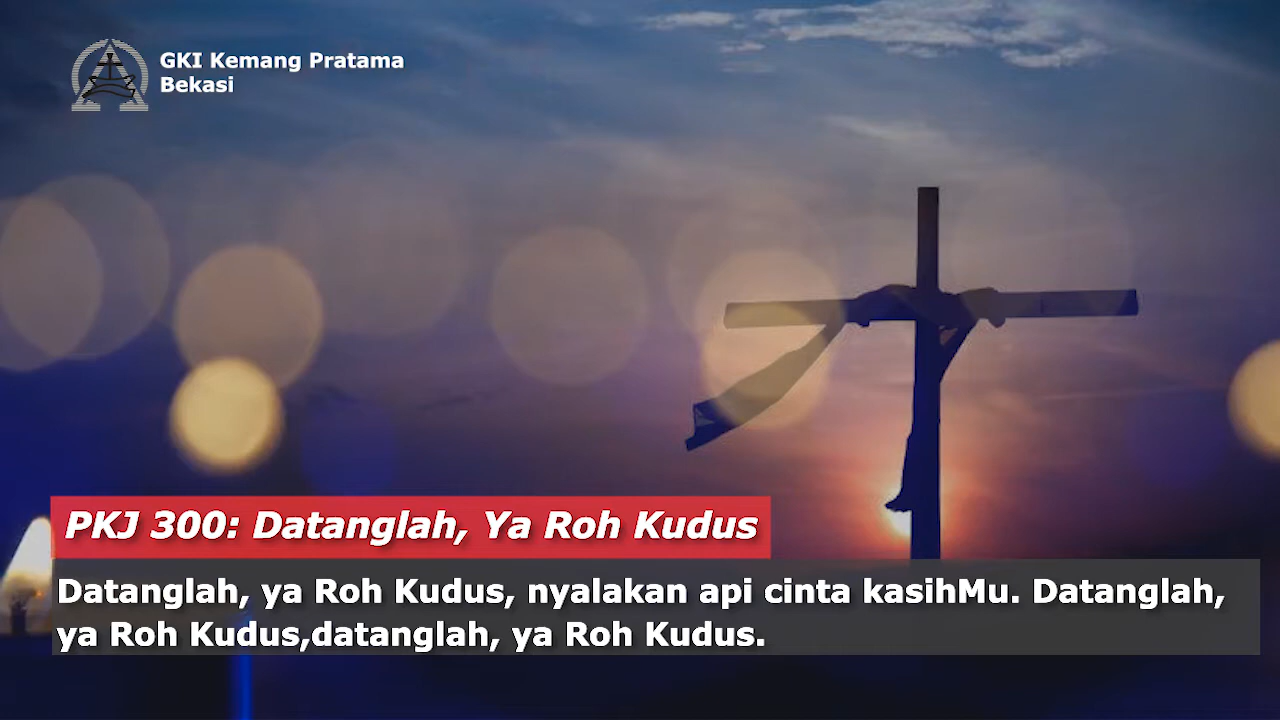 GKI Kemang Pratama
Bekasi
PKJ 300: Datanglah, Ya Roh Kudus
Datanglah, ya Roh Kudus, nyalakan api cinta kasihMu. Datanglah,
ya Roh Kudus,datanglah, ya Roh Kudus.